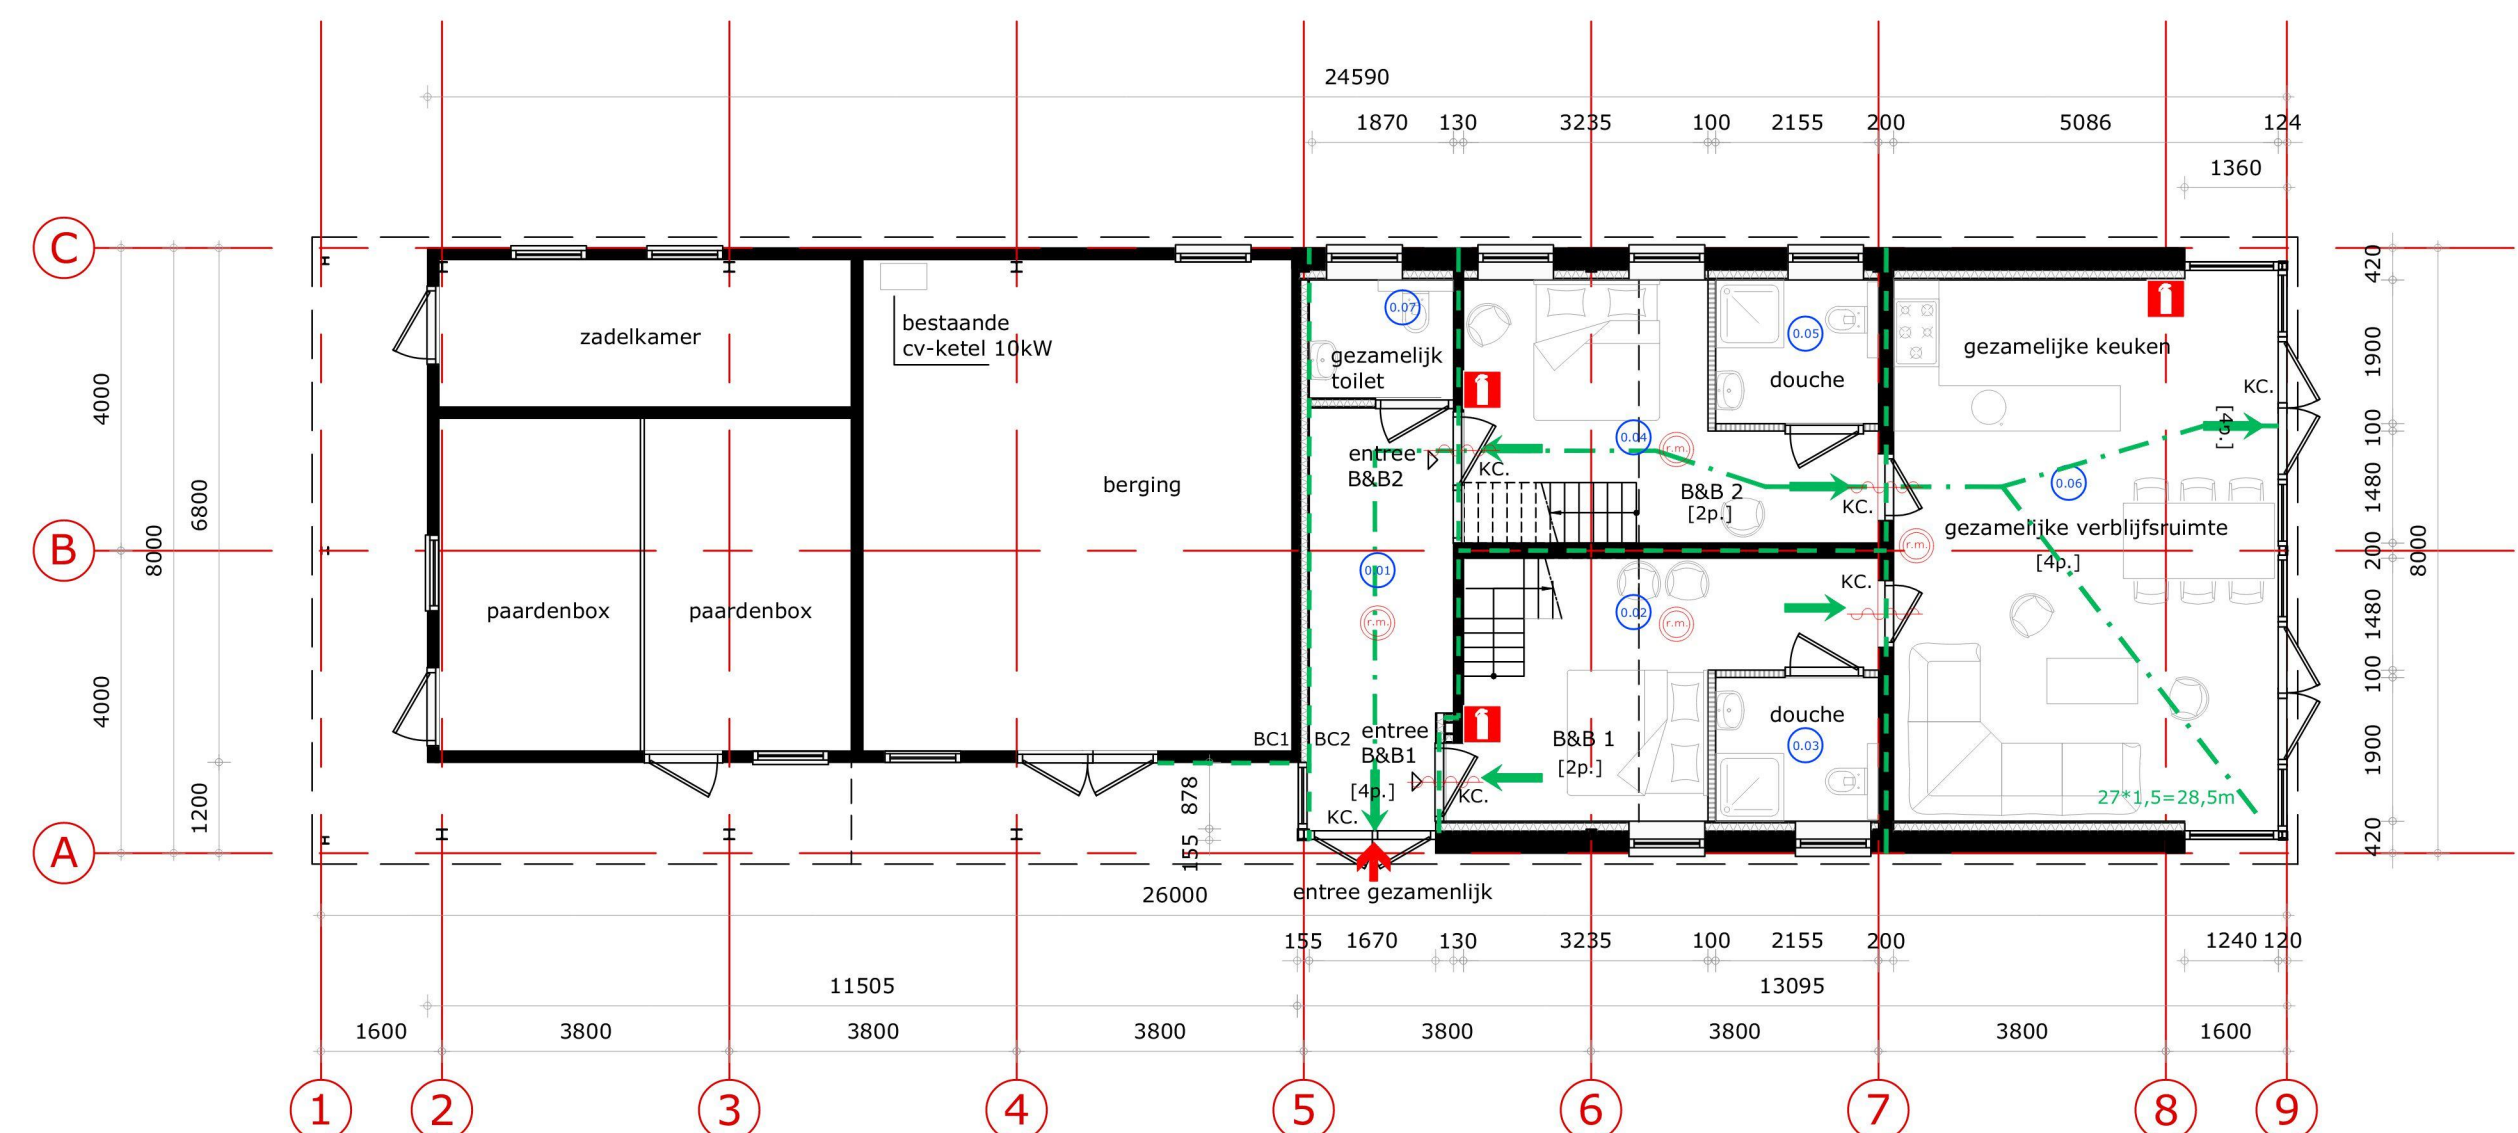 24590
1870 130 3235 100 2155 200 5086 124
1360
C
B
A
4000
8000
6800
4000
1200
zadelkamer
bestaande
cv-ketel 10kW
berging
paardenbox
paardenbox
0.07
gezamelijk
toilet
entree
B&B2
KC.
0.04
r.m.
0.05
douche
B&B 2
[2p.]
KC.
gezamelijke keuken
KC.
[4p.]
0.06
gezamelijke verblijfsruimte
[4p.]
r.m.
0.01
r.m.
KC.
0.02
r.m.
BC1
BC2
entree
B&B1
[4p.]
KC.
KC.
B&B 1
[2p.]
douche
0.03
27*1,5=28,5m
878
155
entree gezamenlijk
420
1900
100
1480
200
1480
100
1900
420
8000
26000
155 1670 130 3235 100 2155 200 1240 120
11505 13095
1600 3800 3800 3800 3800 3800 3800 1600
1 2 3 4 5 6 7 8 9